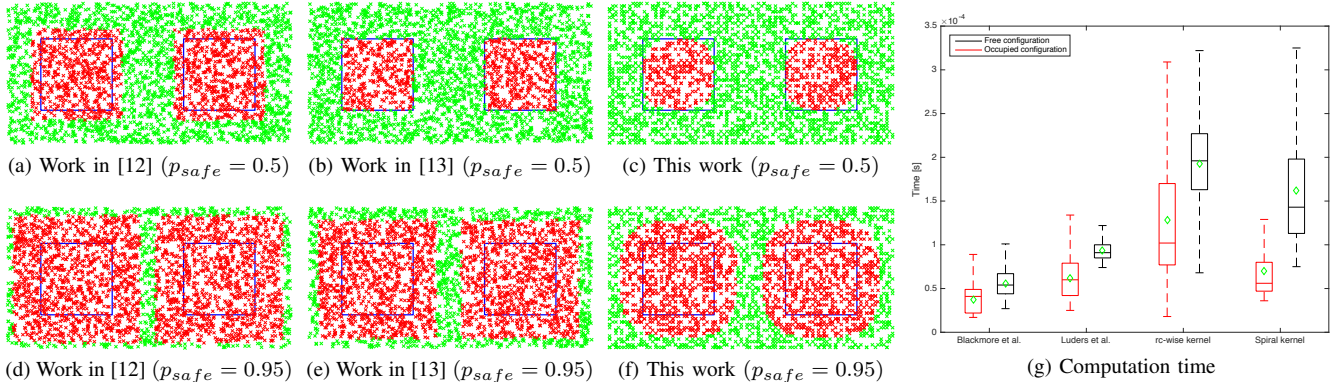 (a) Work in [12] (p_safe = 0.5)
(b) Work in [13] (p_safe = 0.5)
(c) This work (p_safe = 0.5)
(d) Work in [12] (p_safe = 0.95)
(e) Work in [13] (p_safe = 0.95)
(f) This work (p_safe = 0.95)
×10⁻⁴
3.5
3
2.5
2
1.5
1
0.5
0
Time [s]
Free configuration
Occupied configuration
Blackmore et al.
Luders et al.
rc-wise kernel
Spiral kernel
(g) Computation time